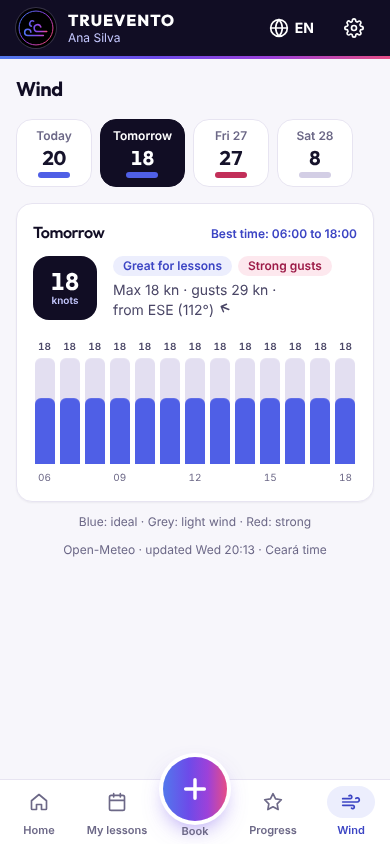 TRUEVENTO
Ana Silva
EN
Wind
Today
20
Tomorrow
18
Fri 27
27
Sat 28
8
Tomorrow
Best time: 06:00 to 18:00
18
knots
Great for lessons
Strong gusts
Max 18 kn · gusts 29 kn ·
from ESE (112°)
18 18 18 18 18 18 18 18 18 18 18 18 18
06 09 12 15 18
Blue: ideal · Grey: light wind · Red: strong
Open-Meteo · updated Wed 20:13 · Ceará time
Home
My lessons
Book
Progress
Wind